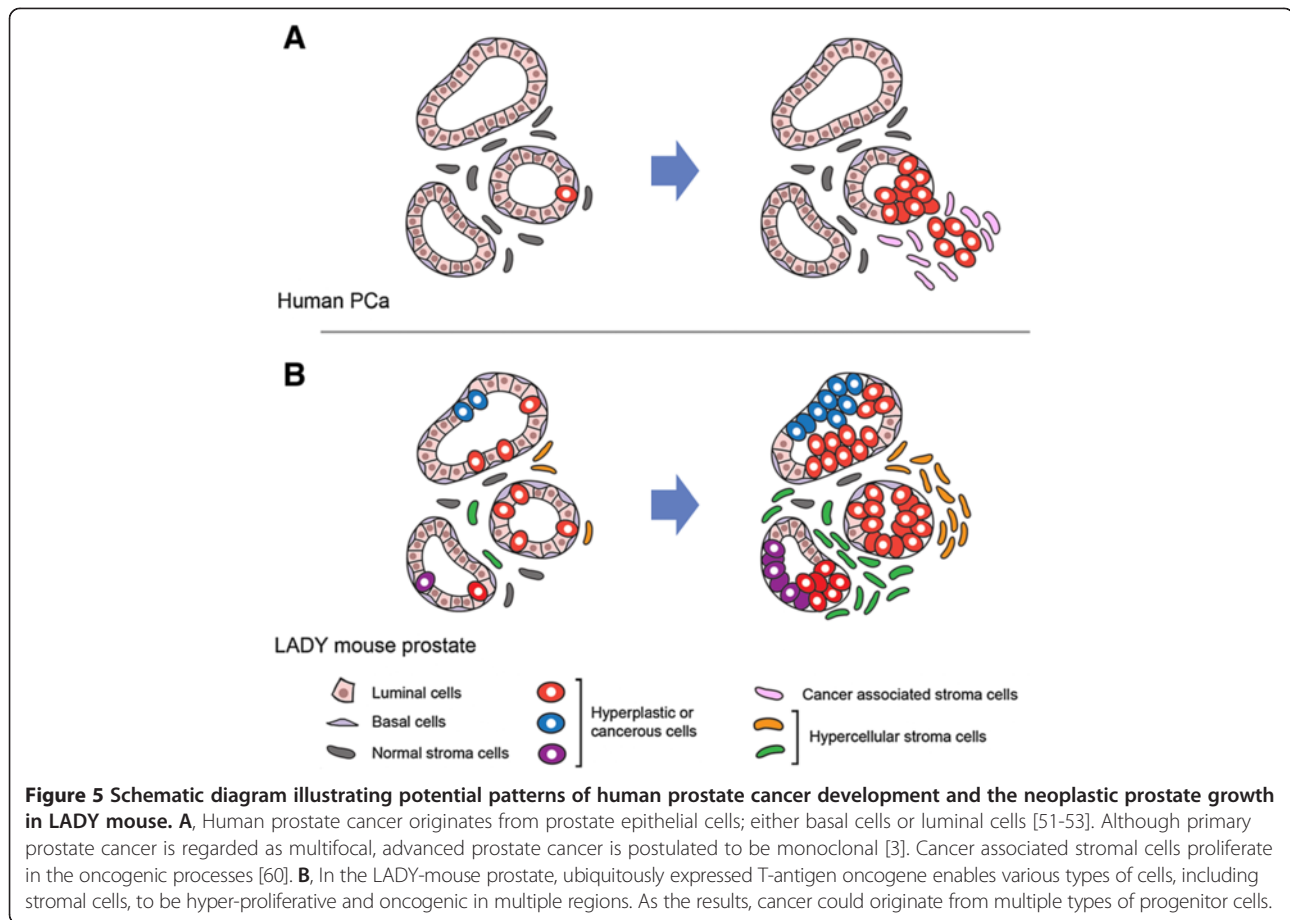 A
Human PCa
B
LADY mouse prostate
Luminal cells
Basal cells
Normal stroma cells
Hyperplastic or
cancerous cells
Cancer associated stroma cells
Hypercellular stroma cells
Figure 5 Schematic diagram illustrating potential patterns of human prostate cancer development and the neoplastic prostate growth
in LADY mouse. A, Human prostate cancer originates from prostate epithelial cells; either basal cells or luminal cells [51-53]. Although primary
prostate cancer is regarded as multifocal, advanced prostate cancer is postulated to be monoclonal [3]. Cancer associated stromal cells proliferate
in the oncogenic processes [60]. B, In the LADY-mouse prostate, ubiquitously expressed T-antigen oncogene enables various types of cells, including
stromal cells, to be hyper-proliferative and oncogenic in multiple regions. As the results, cancer could originate from multiple types of progenitor cells.